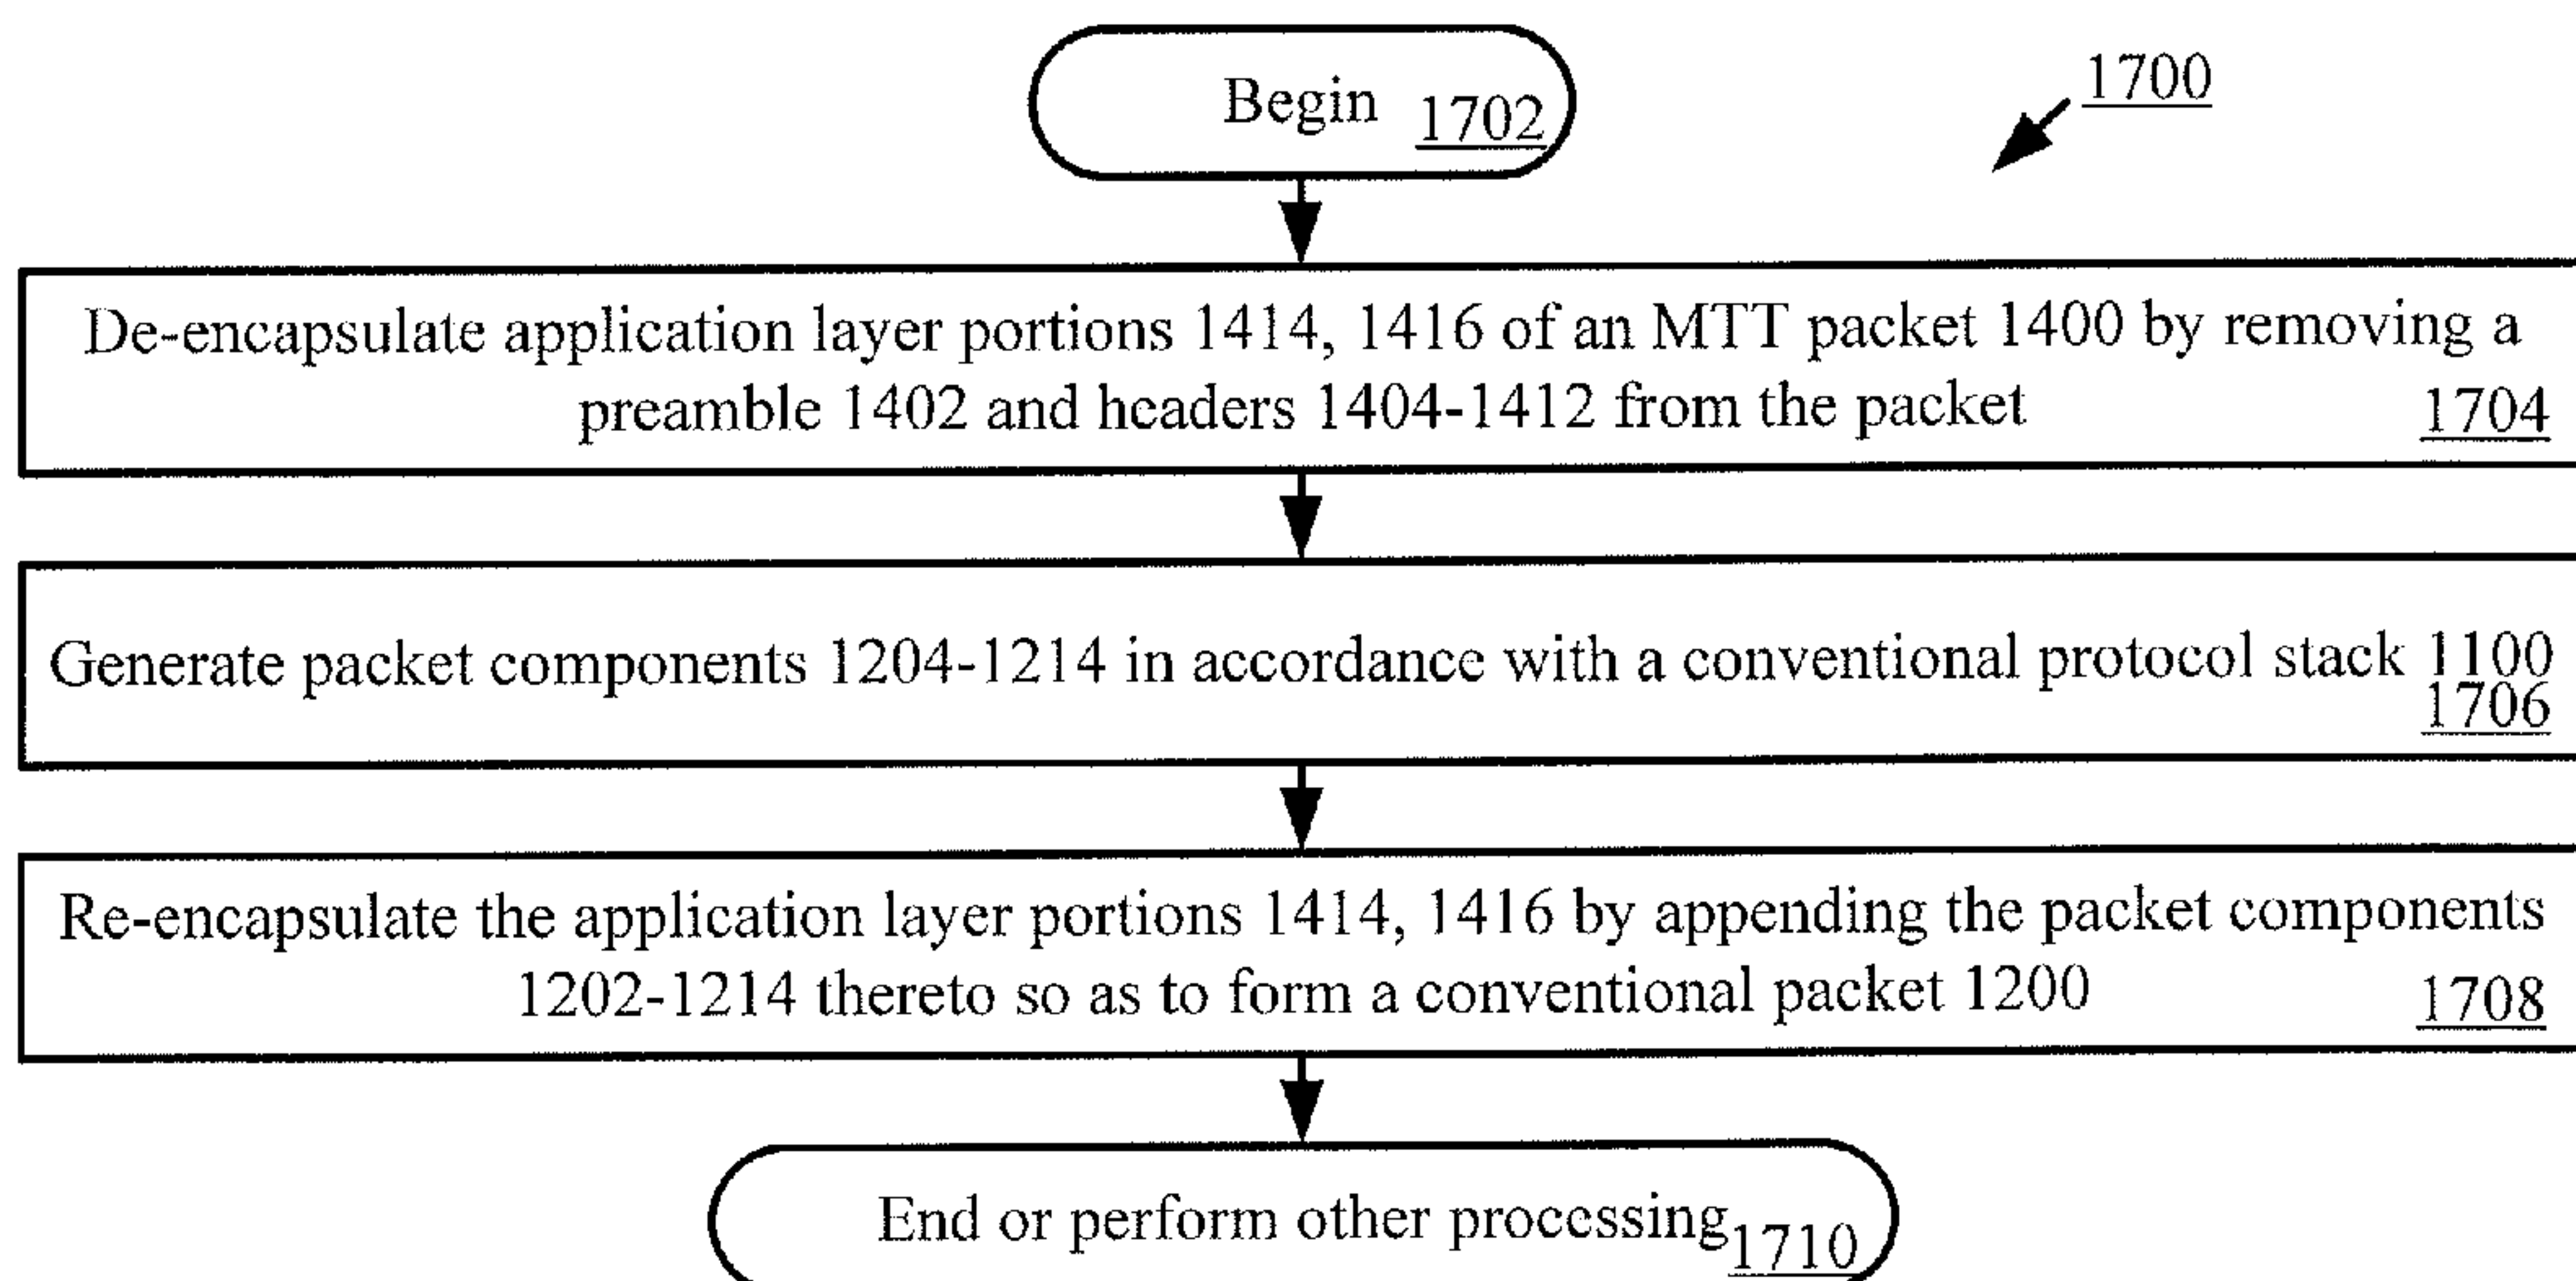 Begin 1702
1700
De-encapsulate application layer portions 1414, 1416 of an MTT packet 1400 by removing a
preamble 1402 and headers 1404-1412 from the packet 1704
Generate packet components 1204-1214 in accordance with a conventional protocol stack 1100
1706
Re-encapsulate the application layer portions 1414, 1416 by appending the packet components
1202-1214 thereto so as to form a conventional packet 1200 1708
End or perform other processing 1710